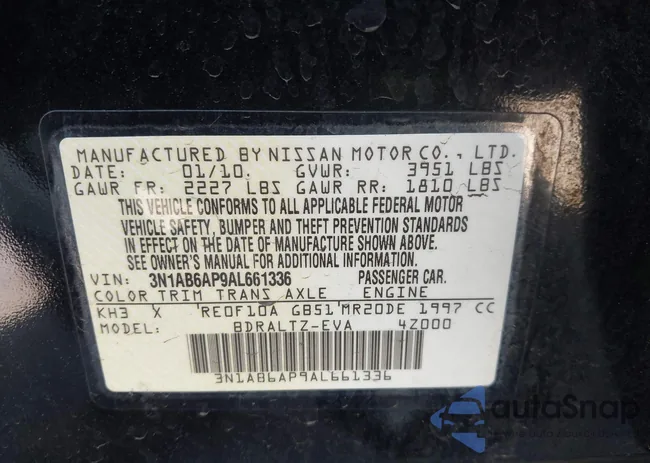 MANUFACTURED BY NISSAN MOTOR CO., LTD.
DATE: 01/10. GVWR: 3951 LBS
GAWR FR: 2227 LBS GAWR RR: 1810 LBS
THIS VEHICLE CONFORMS TO ALL APPLICABLE FEDERAL MOTOR
VEHICLE SAFETY, BUMPER AND THEFT PREVENTION STANDARDS
IN EFFECT ON THE DATE OF MANUFACTURE SHOWN ABOVE.
SEE OWNER'S MANUAL FOR ADDITIONAL INFORMATION.
VIN: 3N1AB6AP9AL661336 PASSENGER CAR.
COLOR TRIM TRANS AXLE ENGINE
KH3 X RE0F10A GB51 MR20DE 1997 CC
MODEL: BDRALTZ-EVA 4Z000
3N1AB6AP9AL661336
autoSnap